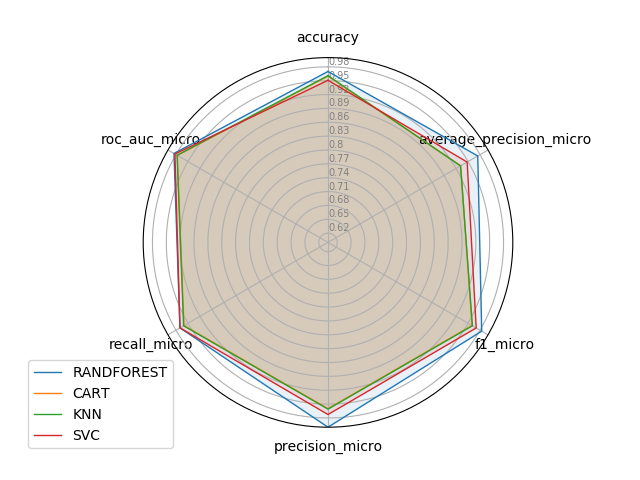 accuracy
0.98
0.95
0.92
0.89
0.86
0.83
0.8
0.77
0.74
0.71
0.68
0.65
0.62
roc_auc_micro
average_precision_micro
recall_micro
f1_micro
precision_micro
RANDFOREST
CART
KNN
SVC